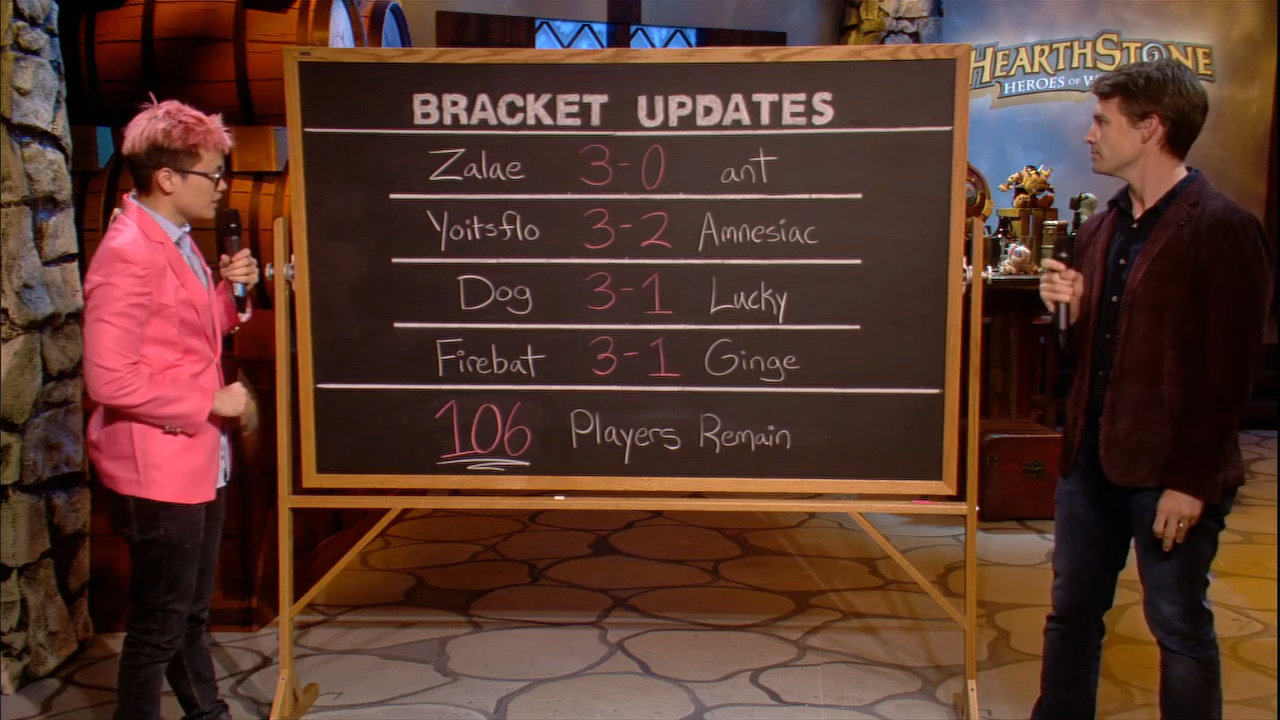 BRACKET UPDATES
Zalae 3-0 ant
Yoitsflo 3-2 Amnesiac
Dog 3-1 Lucky
Firebat 3-1 Ginge
106 Players Remain
HEARTHSTONE
HEROES OF